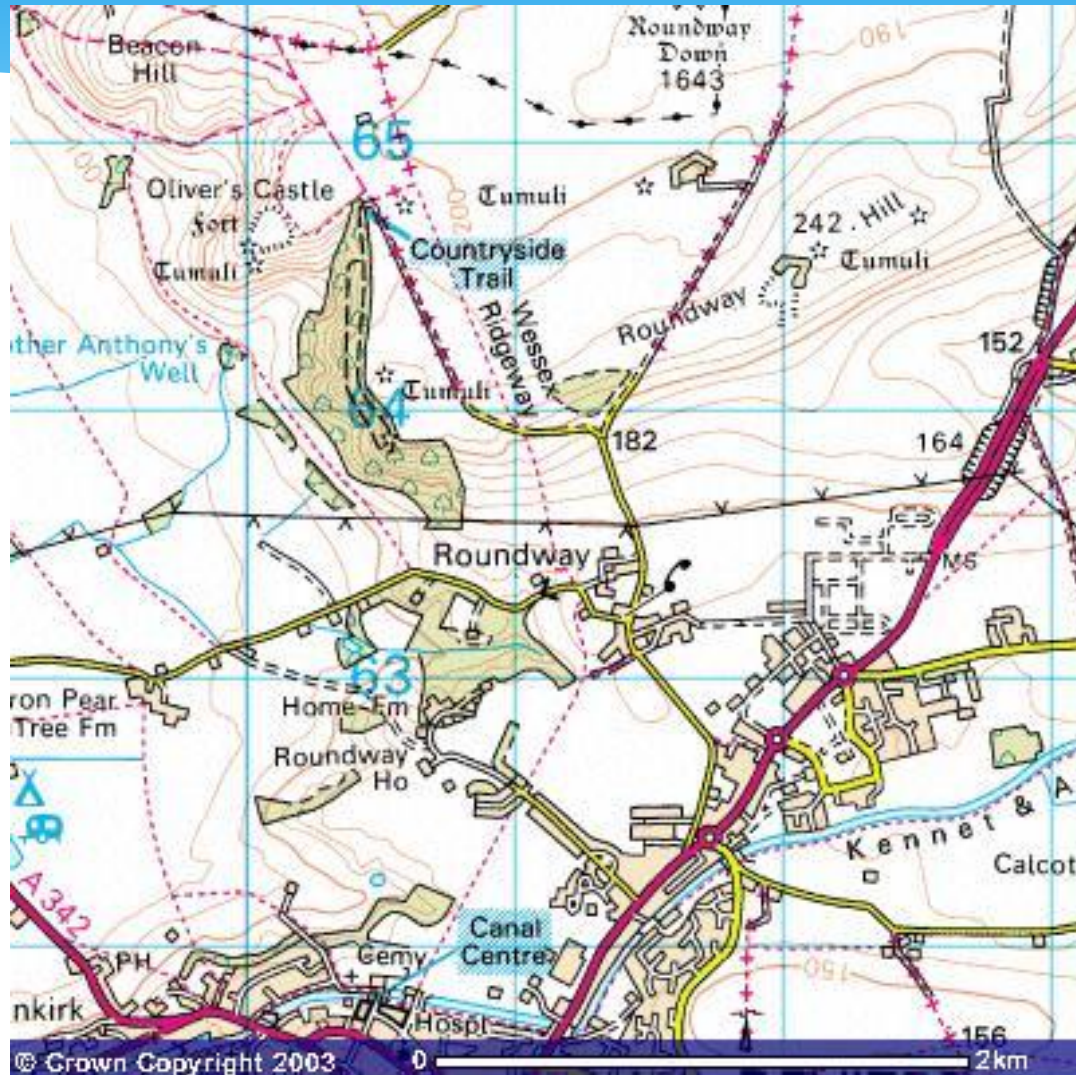 Beacon
Hill
Roundway
Down
1643
190
65
100
200
Oliver's Castle
Fort
Tumuli
Tumuli
242
Hill
Tumuli
Countryside
Trail
Wessex
Ridgeway
Roundway
other Anthony's
Well
152
64
Tumuli
182
164
Roundway
MS
63
ron Pear
Tree Fm
Home Fm
Roundway
Ho
Kennet & A
Calcot
A 342
Canal
Centre
PH
Cemy
150
nkirk
Hospl
156
© Crown Copyright 2003
0
2km